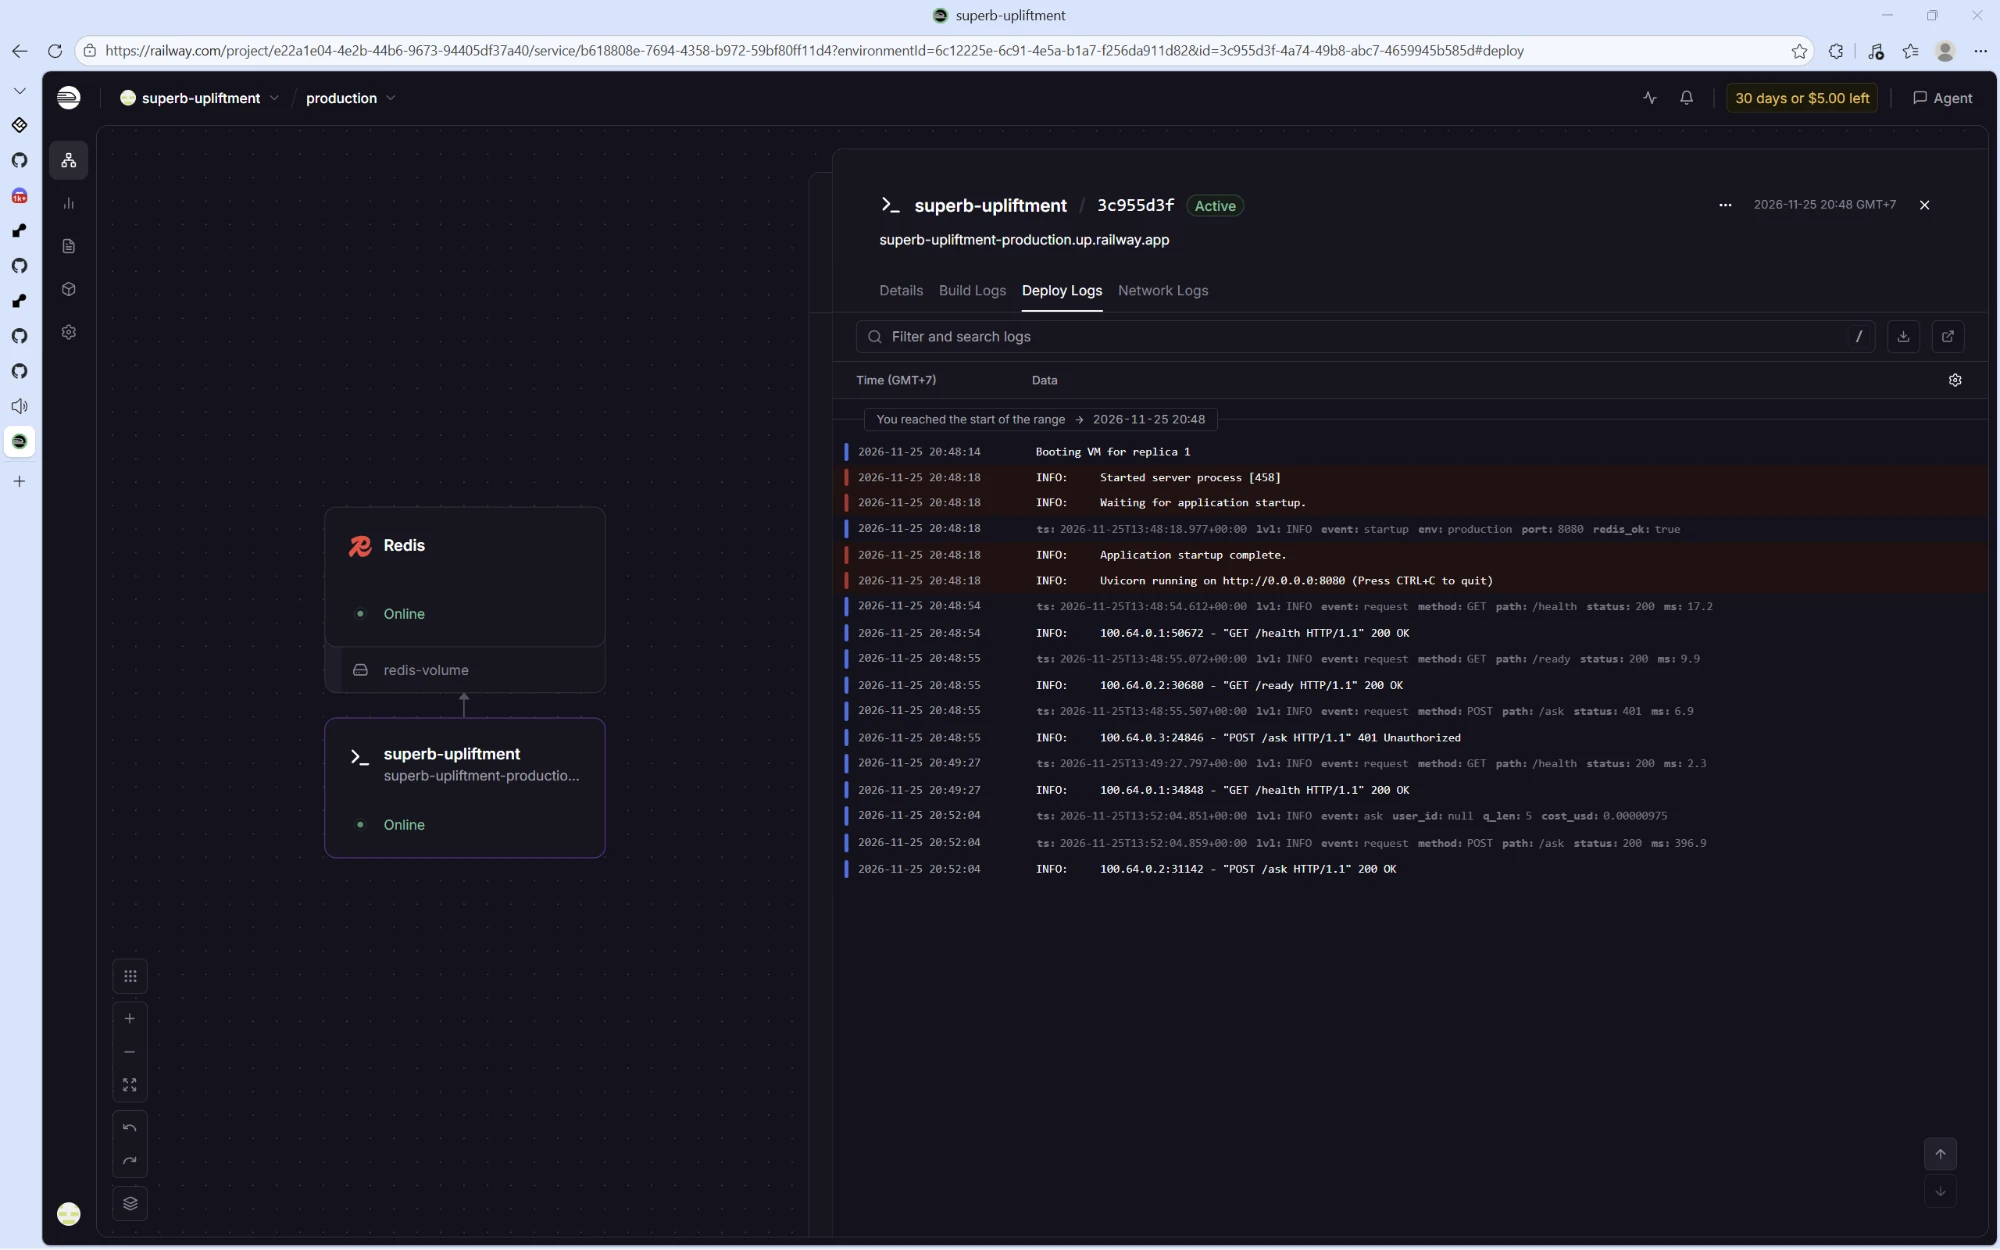 superb-upliftment
https://railway.com/project/e22a1e04-4e2b-44b6-9673-94405df37a40/service/b618808e-7694-4358-b972-59bf80ff11d4?environmentId=6c12225e-6c91-4e5a-b1a7-f256da911d82&id=3c955d3f-4a74-49b8-abc7-4659945b585d#deploy
superb-upliftment / production
30 days or $5.00 left
Agent
1k+
superb-upliftment / 3c955d3f Active
2026-11-25 20:48 GMT+7
superb-upliftment-production.up.railway.app
Details Build Logs Deploy Logs Network Logs
Filter and search logs /
Time (GMT+7) Data
You reached the start of the range → 2026-11-25 20:48
2026-11-25 20:48:14 Booting VM for replica 1
2026-11-25 20:48:18 INFO: Started server process [458]
2026-11-25 20:48:18 INFO: Waiting for application startup.
2026-11-25 20:48:18 ts: 2026-11-25T13:48:18.977+00:00 lvl: INFO event: startup env: production port: 8080 redis_ok: true
2026-11-25 20:48:18 INFO: Application startup complete.
2026-11-25 20:48:18 INFO: Uvicorn running on http://0.0.0.0:8080 (Press CTRL+C to quit)
2026-11-25 20:48:54 ts: 2026-11-25T13:48:54.612+00:00 lvl: INFO event: request method: GET path: /health status: 200 ms: 17.2
2026-11-25 20:48:54 INFO: 100.64.0.1:50672 - "GET /health HTTP/1.1" 200 OK
2026-11-25 20:48:55 ts: 2026-11-25T13:48:55.072+00:00 lvl: INFO event: request method: GET path: /ready status: 200 ms: 9.9
2026-11-25 20:48:55 INFO: 100.64.0.2:30680 - "GET /ready HTTP/1.1" 200 OK
2026-11-25 20:48:55 ts: 2026-11-25T13:48:55.507+00:00 lvl: INFO event: request method: POST path: /ask status: 401 ms: 6.9
2026-11-25 20:48:55 INFO: 100.64.0.3:24846 - "POST /ask HTTP/1.1" 401 Unauthorized
2026-11-25 20:49:27 ts: 2026-11-25T13:49:27.797+00:00 lvl: INFO event: request method: GET path: /health status: 200 ms: 2.3
2026-11-25 20:49:27 INFO: 100.64.0.1:34848 - "GET /health HTTP/1.1" 200 OK
2026-11-25 20:52:04 ts: 2026-11-25T13:52:04.851+00:00 lvl: INFO event: ask user_id: null q_len: 5 cost_usd: 0.00000975
2026-11-25 20:52:04 ts: 2026-11-25T13:52:04.859+00:00 lvl: INFO event: request method: POST path: /ask status: 200 ms: 396.9
2026-11-25 20:52:04 INFO: 100.64.0.2:31142 - "POST /ask HTTP/1.1" 200 OK
Redis
Online
redis-volume
superb-upliftment
superb-upliftment-productio...
Online